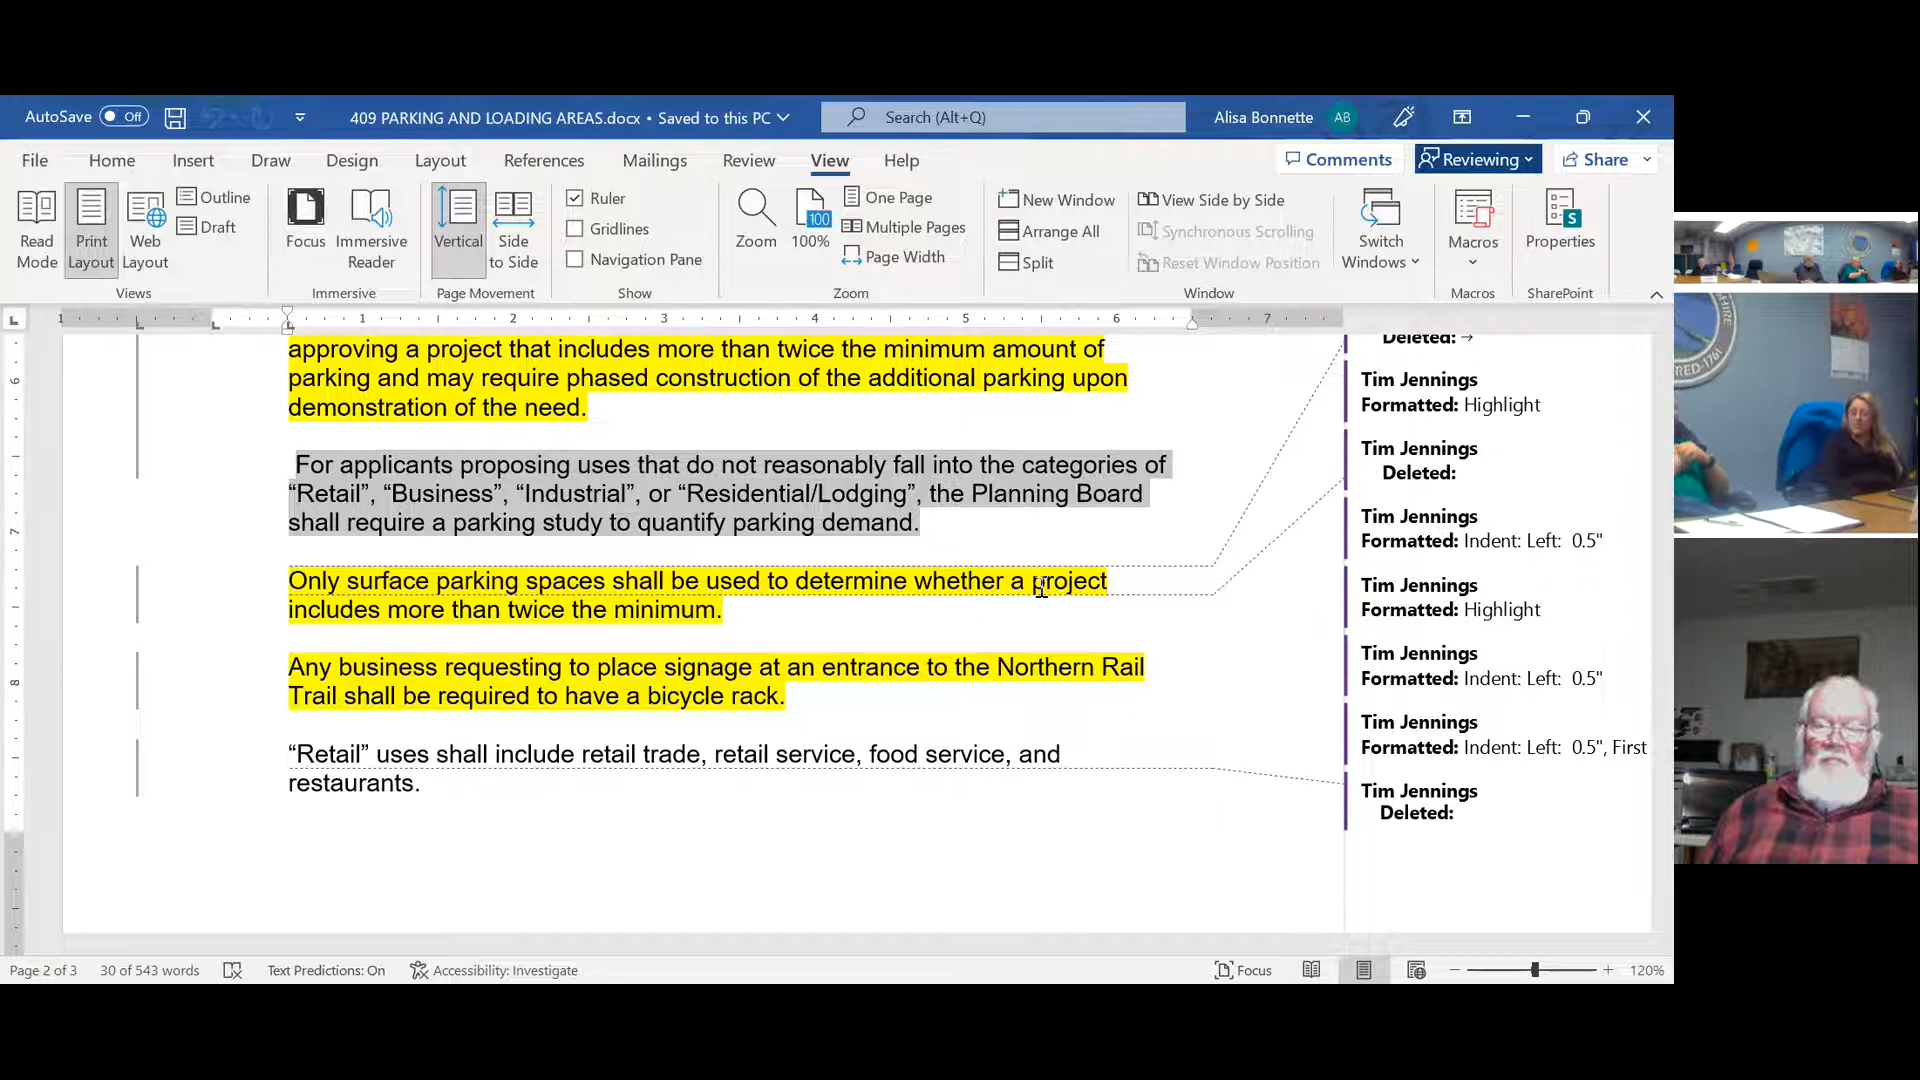 AutoSave Off 409 PARKING AND LOADING AREAS.docx • Saved to this PC Search (Alt+Q) Alisa Bonnette AB
File Home Insert Draw Design Layout References Mailings Review View Help Comments Reviewing Share
Read Mode
Print Layout
Web Layout
Outline
Draft
Views
Focus
Immersive Reader
Immersive
Vertical
Side to Side
Page Movement
Ruler
Gridlines
Navigation Pane
Show
Zoom
100
100%
One Page
Multiple Pages
Page Width
Zoom
New Window
Arrange All
Split
View Side by Side
Synchronous Scrolling
Reset Window Position
Window
Switch Windows
Macros
Macros
S
Properties
SharePoint
1 1 2 3 4 5 6 7
6
7
8
approving a project that includes more than twice the minimum amount of
parking and may require phased construction of the additional parking upon
demonstration of the need.
For applicants proposing uses that do not reasonably fall into the categories of
“Retail”, “Business”, “Industrial”, or “Residential/Lodging”, the Planning Board
shall require a parking study to quantify parking demand.
Only surface parking spaces shall be used to determine whether a project
includes more than twice the minimum.
Any business requesting to place signage at an entrance to the Northern Rail
Trail shall be required to have a bicycle rack.
“Retail” uses shall include retail trade, retail service, food service, and
restaurants.
Deleted: →
Tim Jennings
Formatted: Highlight
Tim Jennings
Deleted:
Tim Jennings
Formatted: Indent: Left: 0.5"
Tim Jennings
Formatted: Highlight
Tim Jennings
Formatted: Indent: Left: 0.5"
Tim Jennings
Formatted: Indent: Left: 0.5", First
Tim Jennings
Deleted:
Page 2 of 3 30 of 543 words Text Predictions: On Accessibility: Investigate Focus 120%